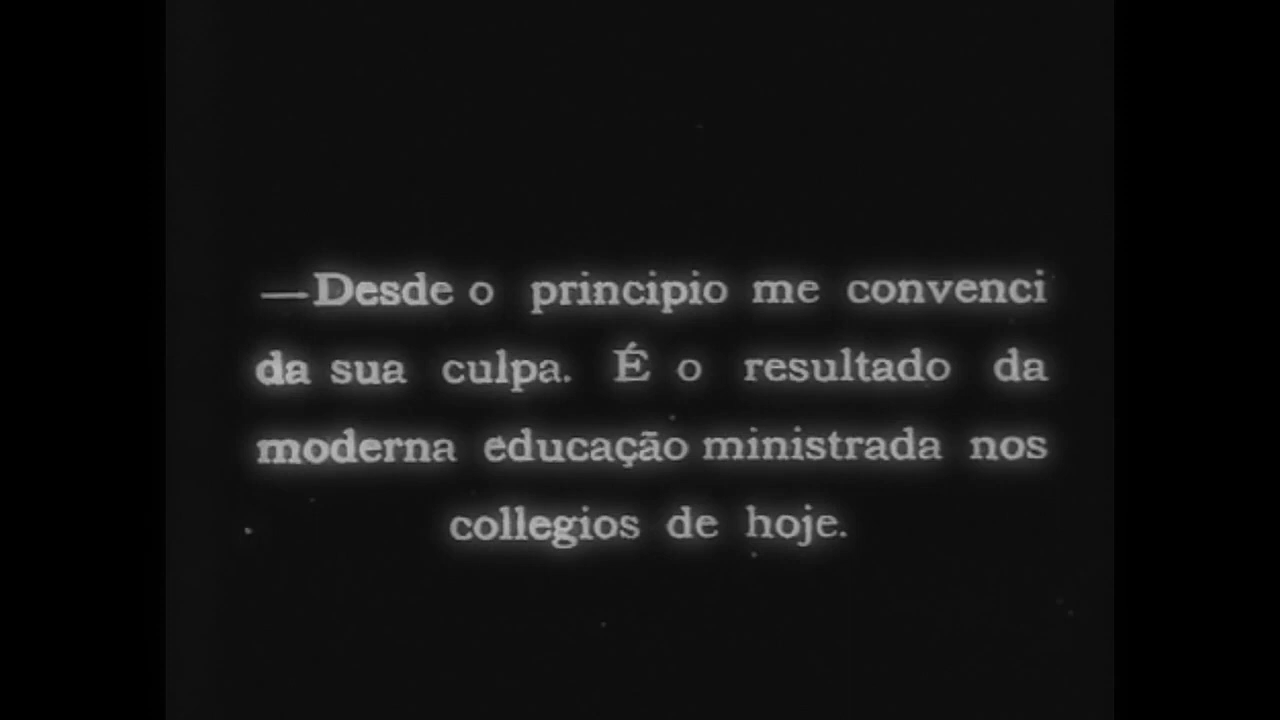 —Desde o principio me convenci
da sua culpa. É o resultado da
moderna educação ministrada nos
collegios de hoje.